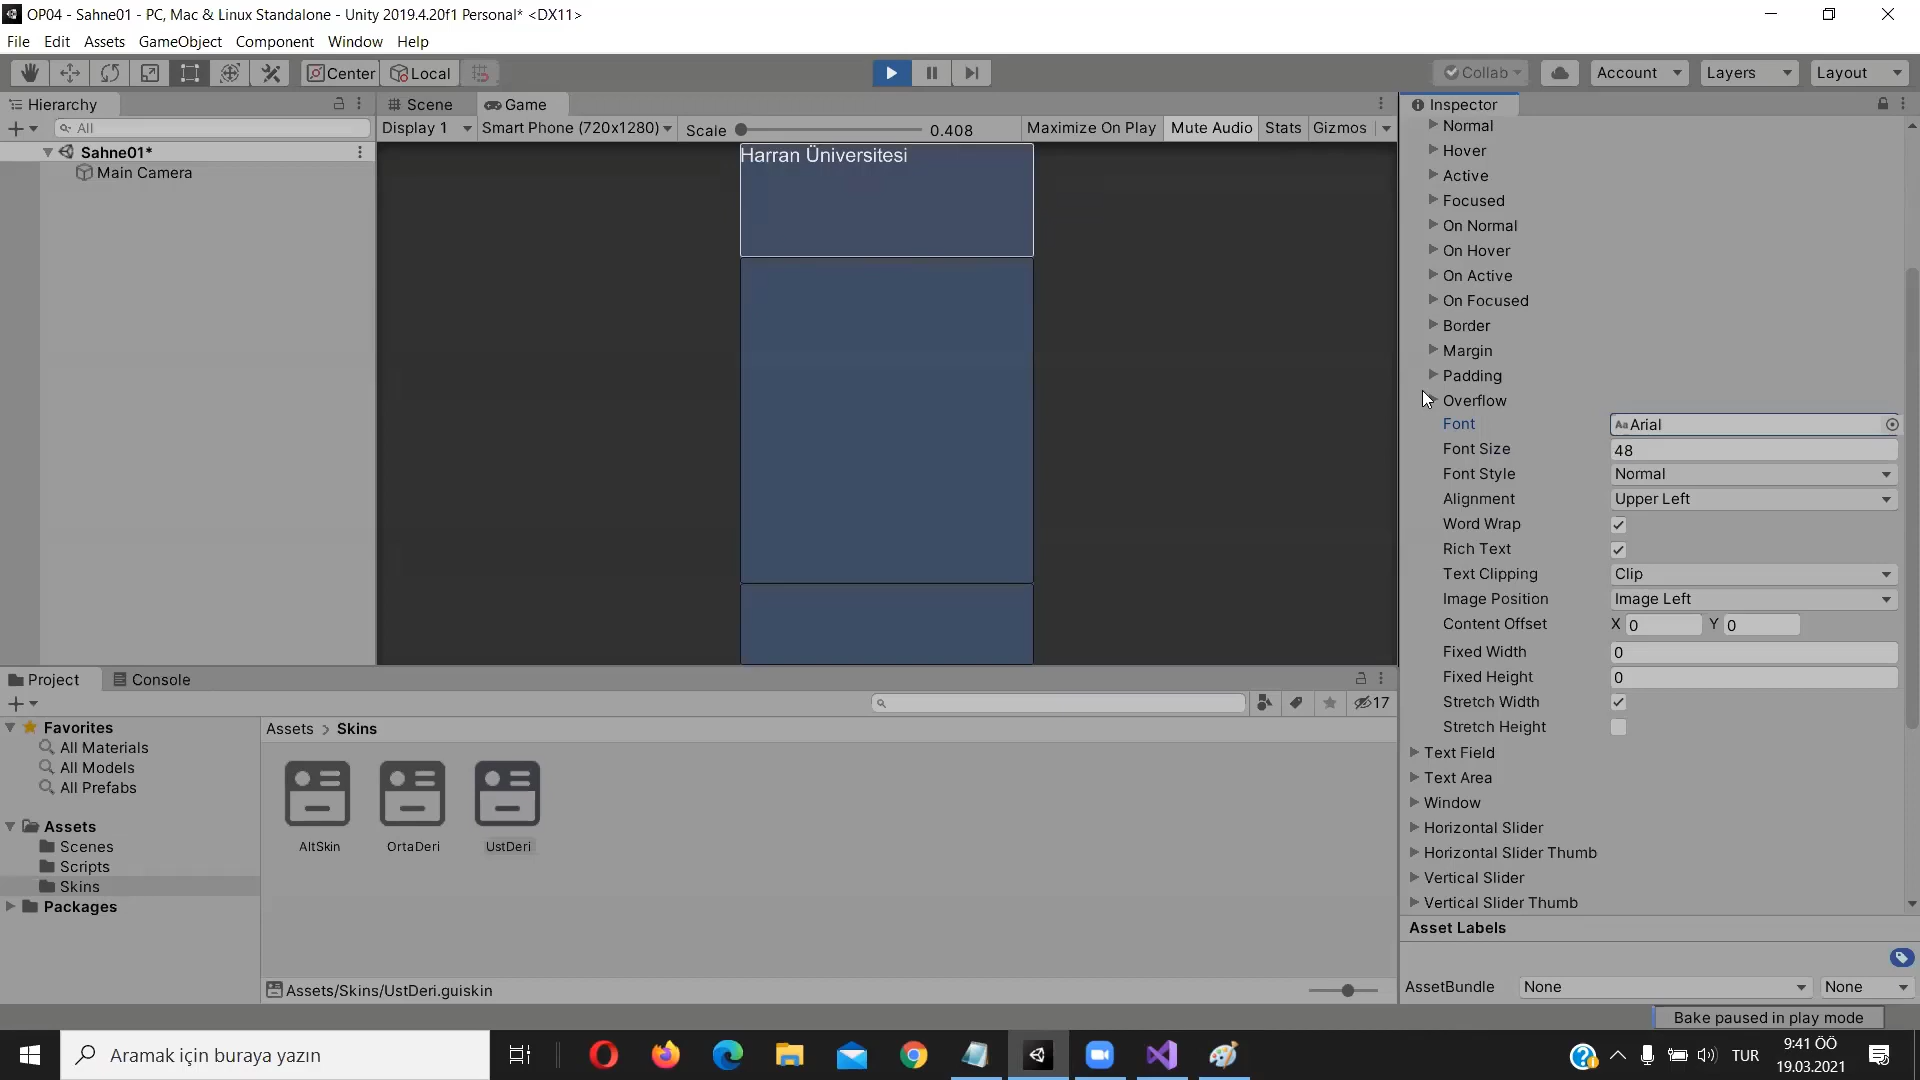 OP04 - Sahne01 - PC, Mac & Linux Standalone - Unity 2019.4.20f1 Personal* <DX11>
File Edit Assets GameObject Component Window Help
Center Local Collab Account Layers Layout
Hierarchy
All
Sahne01*
Main Camera
Scene Game
Display 1 Smart Phone (720x1280) Scale 0.408 Maximize On Play Mute Audio Stats Gizmos
Harran Üniversitesi
Inspector
Normal
Hover
Active
Focused
On Normal
On Hover
On Active
On Focused
Border
Margin
Padding
Overflow
Font Arial
Font Size 48
Font Style Normal
Alignment Upper Left
Word Wrap
Rich Text
Text Clipping Clip
Image Position Image Left
Content Offset X 0 Y 0
Fixed Width 0
Fixed Height 0
Stretch Width
Stretch Height
Text Field
Text Area
Window
Horizontal Slider
Horizontal Slider Thumb
Vertical Slider
Vertical Slider Thumb
Asset Labels
AssetBundle None None
Project Console
17
Favorites
All Materials
All Models
All Prefabs
Assets
Scenes
Scripts
Skins
Packages
Assets > Skins
AltSkin OrtaDeri UstDeri
Assets/Skins/UstDeri.guiskin
Bake paused in play mode
Aramak için buraya yazın
TUR
9:41 ÖÖ
19.03.2021